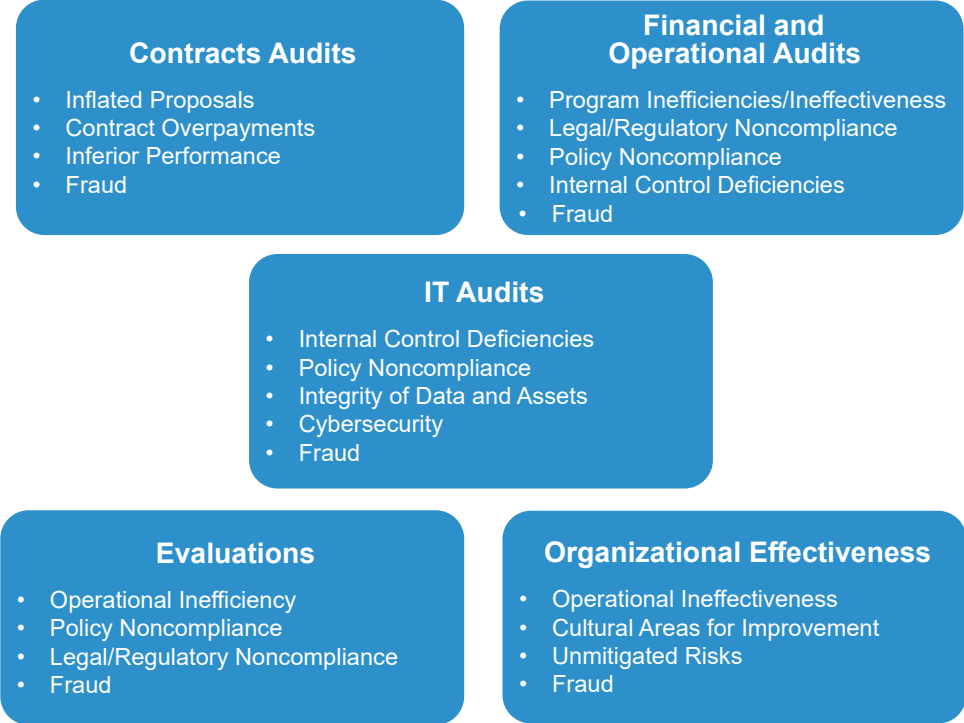 Contracts Audits
• Inflated Proposals
• Contract Overpayments
• Inferior Performance
• Fraud
Financial and
Operational Audits
• Program Inefficiencies/Ineffectiveness
• Legal/Regulatory Noncompliance
• Policy Noncompliance
• Internal Control Deficiencies
• Fraud
IT Audits
• Internal Control Deficiencies
• Policy Noncompliance
• Integrity of Data and Assets
• Cybersecurity
• Fraud
Evaluations
• Operational Inefficiency
• Policy Noncompliance
• Legal/Regulatory Noncompliance
• Fraud
Organizational Effectiveness
• Operational Ineffectiveness
• Cultural Areas for Improvement
• Unmitigated Risks
• Fraud